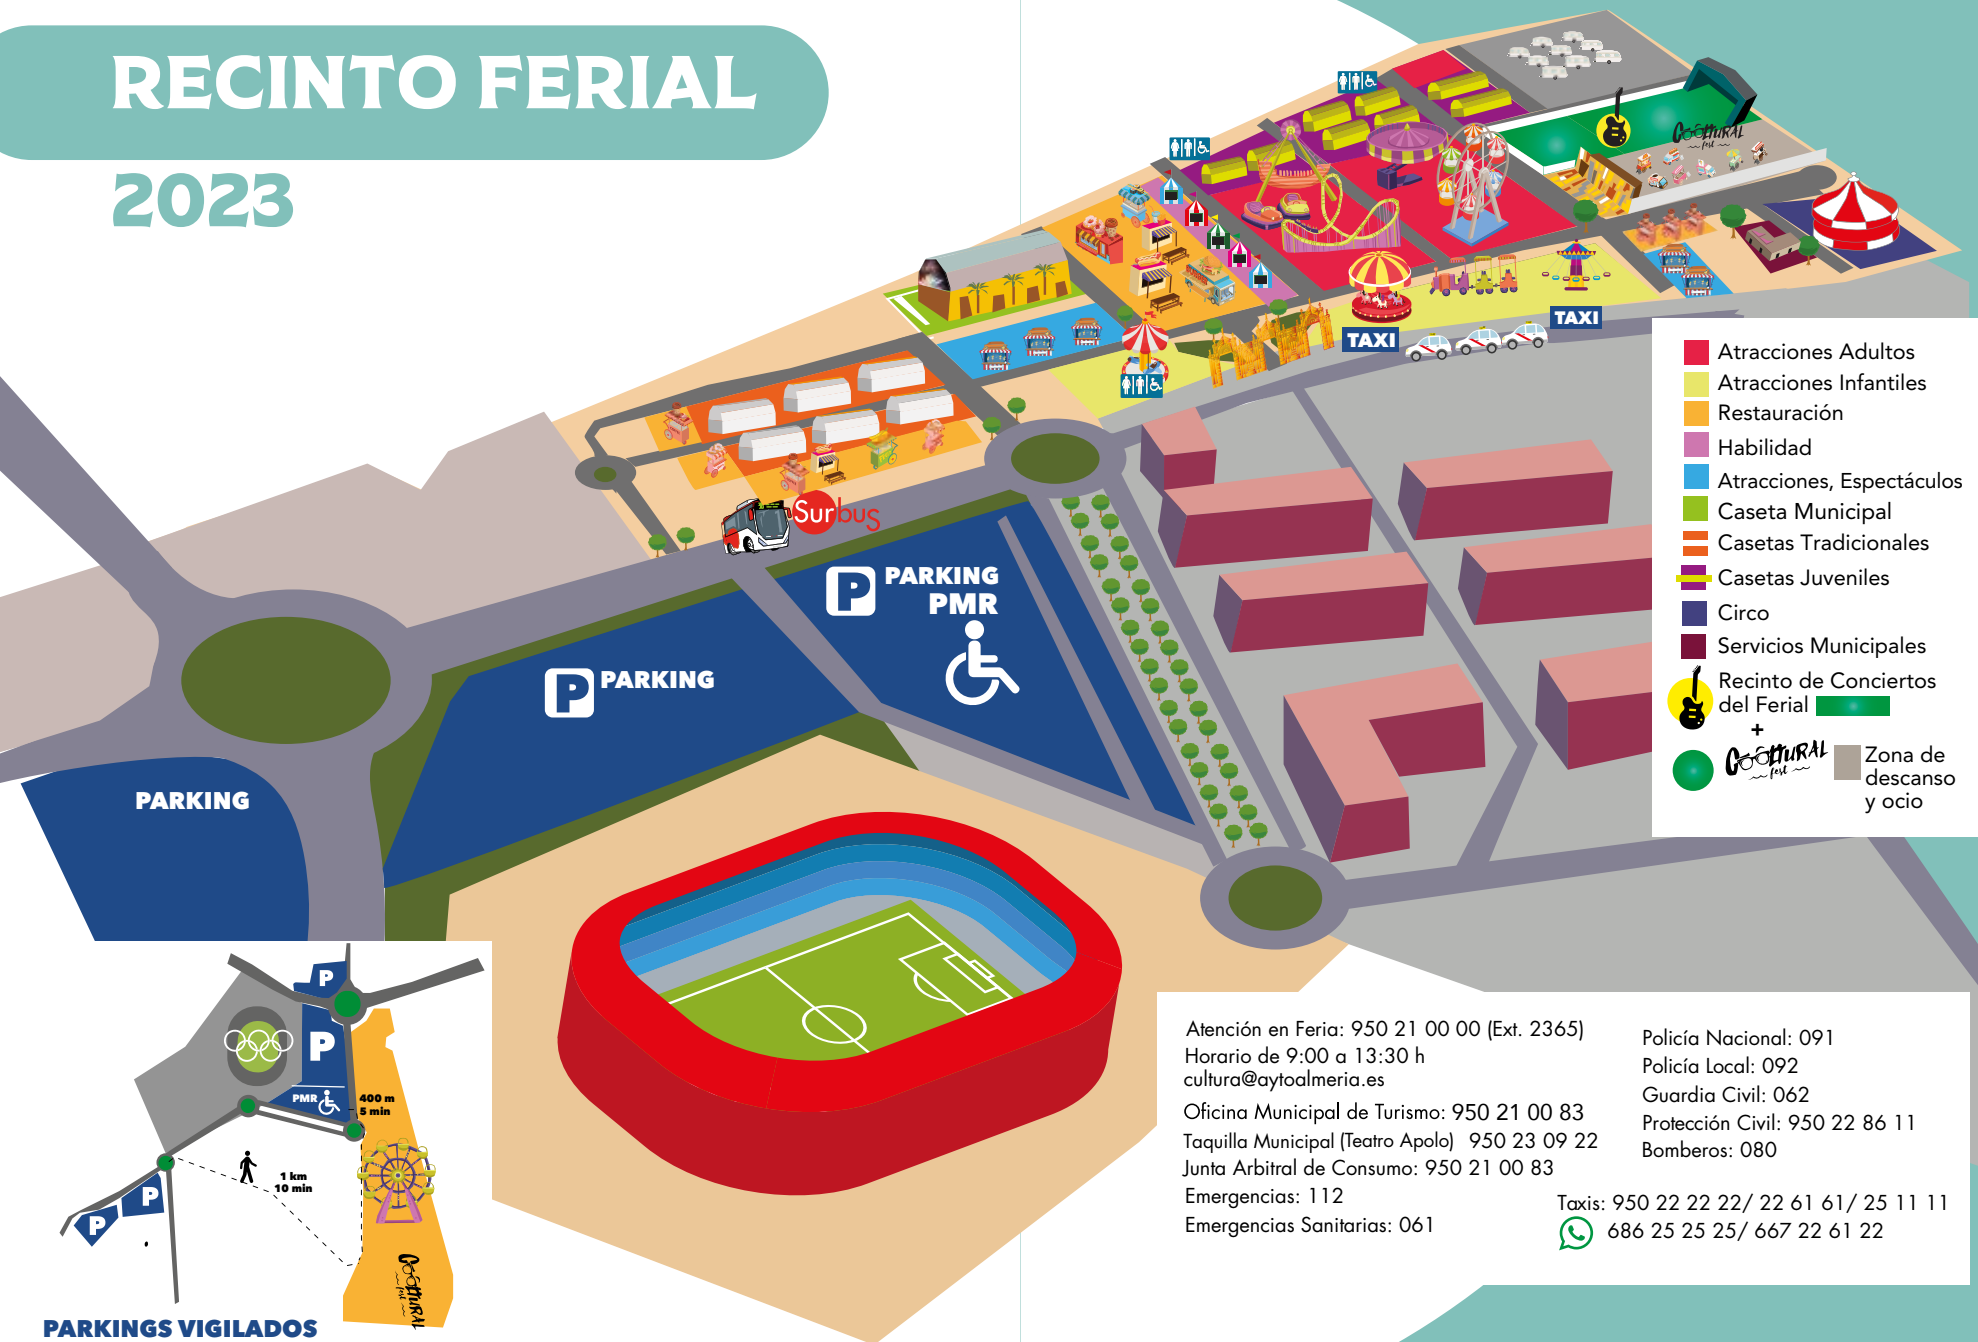 RECINTO FERIAL
2023
TAXI
TAXI
COOLTURAL
fest
Surbus
P PARKING
PMR
P PARKING
PARKING
Atracciones Adultos
Atracciones Infantiles
Restauración
Habilidad
Atracciones, Espectáculos
Caseta Municipal
Casetas Tradicionales
Casetas Juveniles
Circo
Servicios Municipales
Recinto de Conciertos
del Ferial
+
COOLTURAL
fest
Zona de
descanso
y ocio
P
P
PMR
400 m
5 min
1 km
10 min
P
P
COOLTURAL
fest
PARKINGS VIGILADOS
Atención en Feria: 950 21 00 00 (Ext. 2365)
Horario de 9:00 a 13:30 h
cultura@aytoalmeria.es
Oficina Municipal de Turismo: 950 21 00 83
Taquilla Municipal (Teatro Apolo) 950 23 09 22
Junta Arbitral de Consumo: 950 21 00 83
Emergencias: 112
Emergencias Sanitarias: 061
Policía Nacional: 091
Policía Local: 092
Guardia Civil: 062
Protección Civil: 950 22 86 11
Bomberos: 080
Taxis: 950 22 22 22/ 22 61 61/ 25 11 11
686 25 25 25/ 667 22 61 22